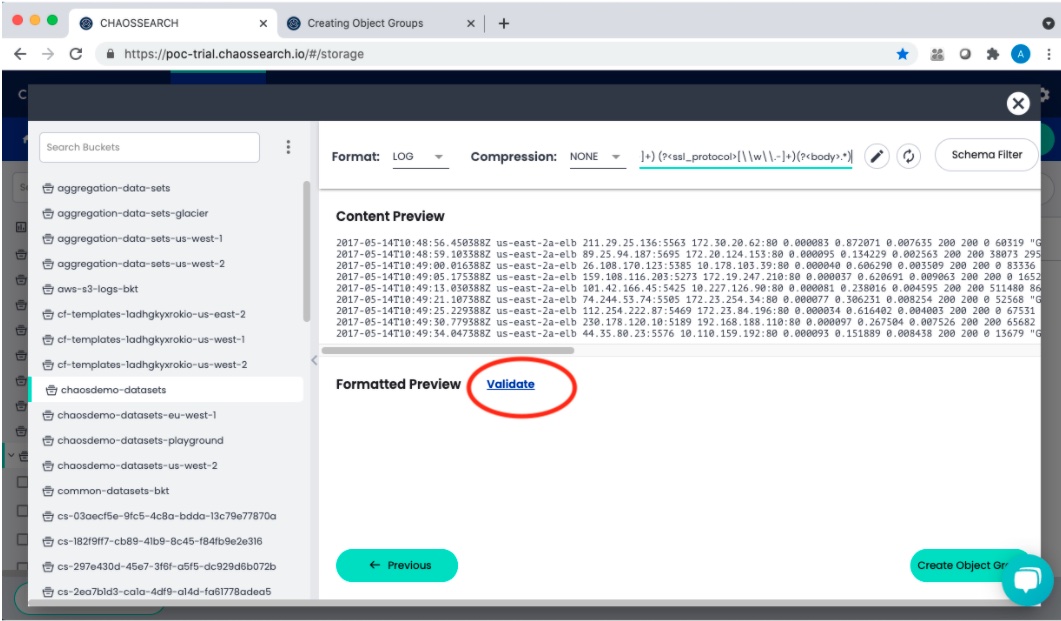 CHAOSSEARCH
Creating Object Groups
https://poc-trial.chaossearch.io/#/storage
A
Search Buckets
aggregation-data-sets
aggregation-data-sets-glacier
aggregation-data-sets-us-west-1
aggregation-data-sets-us-west-2
aws-s3-logs-bkt
cf-templates-1adhgkyxrokio-us-east-2
cf-templates-1adhgkyxrokio-us-west-1
cf-templates-1adhgkyxrokio-us-west-2
chaosdemo-datasets
chaosdemo-datasets-eu-west-1
chaosdemo-datasets-playground
chaosdemo-datasets-us-west-2
common-datasets-bkt
cs-03aecf5e-9fc5-4c8a-bdda-13c79e77870a
cs-182f9ff7-cb89-41b9-8c45-f84fb9e2e316
cs-297e430d-45e7-3f6f-a5f5-dc929d6b072b
cs-2ea7b1d3-ca1a-4df9-a14d-fa61778adea5
Format: LOG Compression: NONE ]+) (?<ssl_protocol>[\\w\\.-]+)(?<body>.*) Schema Filter
Content Preview
2017-05-14T10:48:56.450388Z us-east-2a-elb 211.29.25.136:5563 172.30.20.62:80 0.000083 0.872071 0.007635 200 200 0 60319 "G
2017-05-14T10:48:59.103388Z us-east-2a-elb 89.25.94.187:5695 172.20.124.153:80 0.000095 0.134229 0.002563 200 200 38073 295
2017-05-14T10:49:00.016388Z us-east-2a-elb 26.108.170.123:5385 10.178.103.39:80 0.000040 0.606290 0.003509 200 200 0 83336
2017-05-14T10:49:05.175388Z us-east-2a-elb 159.108.116.203:5273 172.19.247.210:80 0.000037 0.620691 0.009063 200 200 0 1652
2017-05-14T10:49:13.030388Z us-east-2a-elb 101.42.166.45:5425 10.227.126.90:80 0.000081 0.238016 0.004595 200 200 511480 86
2017-05-14T10:49:21.107388Z us-east-2a-elb 74.244.53.74:5505 172.23.254.34:80 0.000077 0.306231 0.008254 200 200 0 52568 "G
2017-05-14T10:49:25.229388Z us-east-2a-elb 112.254.222.87:5469 172.23.84.196:80 0.000034 0.616402 0.004003 200 200 0 67531
2017-05-14T10:49:30.779388Z us-east-2a-elb 230.178.120.10:5189 192.168.188.110:80 0.000097 0.267504 0.007526 200 200 65682
2017-05-14T10:49:34.047388Z us-east-2a-elb 44.35.80.23:5576 10.110.159.192:80 0.000093 0.151889 0.008438 200 200 0 13679 "G
Formatted Preview Validate
← Previous
Create Object Gr